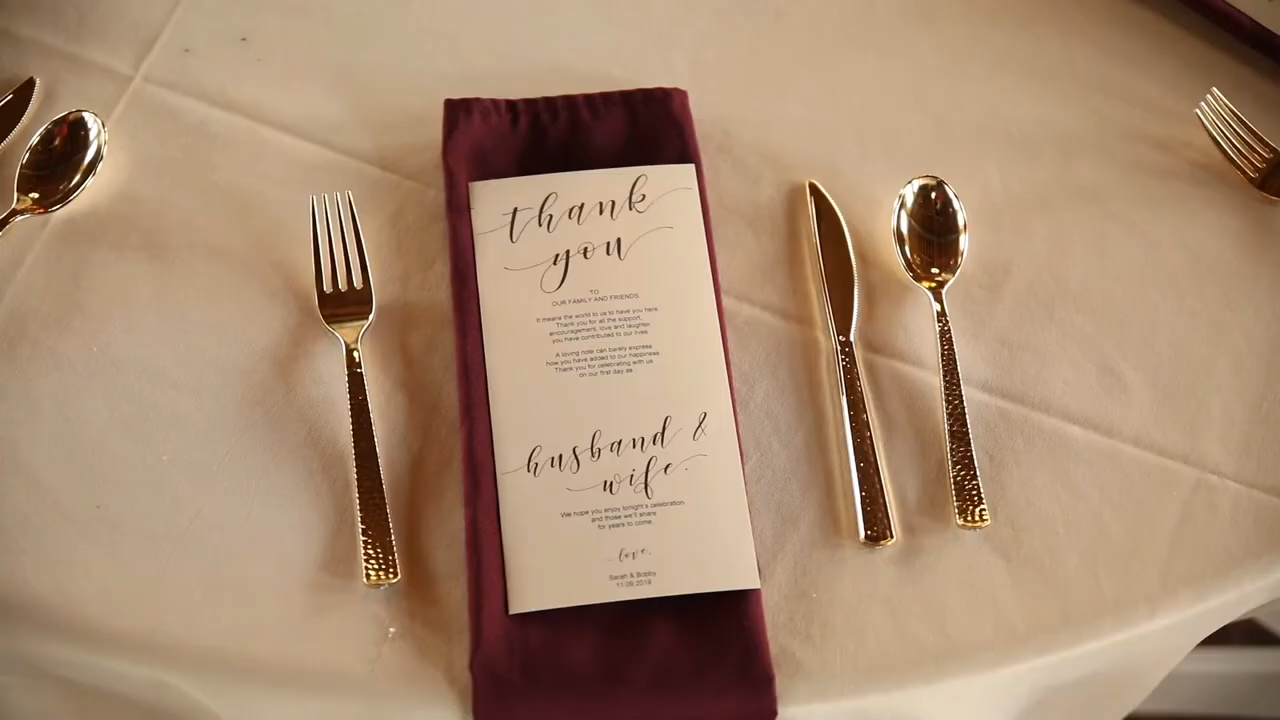 thank
you
TO
OUR FAMILY AND FRIENDS.
It means the world to us to have you here
Thank you for all the support,
encouragement, love and laughter
you have contributed to our lives
A loving note can barely express
how you have added to our happiness
Thank you for celebrating with us
on our first day as
husband &
wife.
We hope you enjoy tonight's celebration.
and those we'll share
for years to come.
love,
Sarah & Bobby
11.09.2019